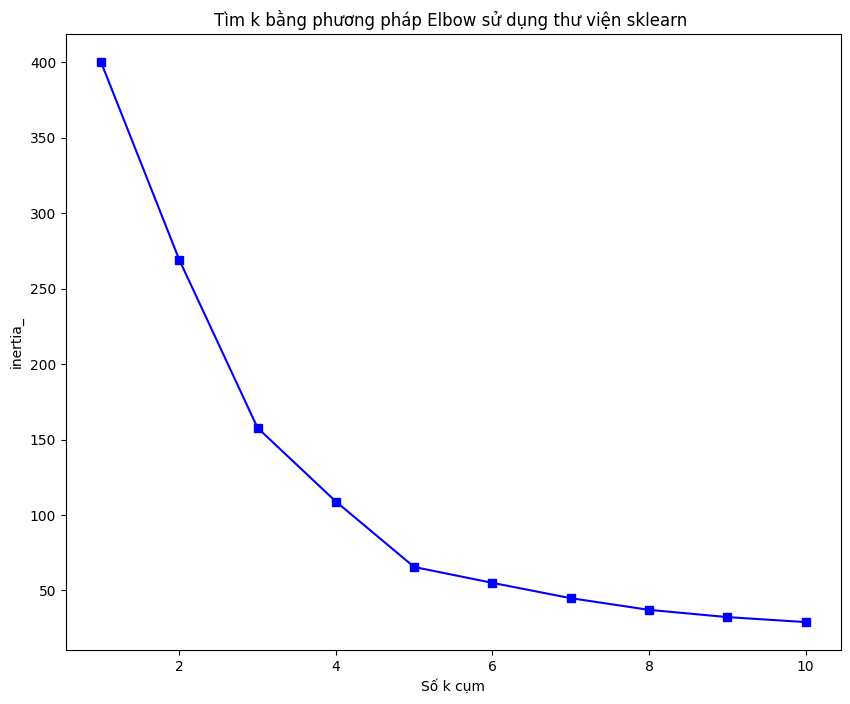 Tìm k bằng phương pháp Elbow sử dụng thư viện sklearn
400
350
300
250
200
150
100
50
inertia_
2 4 6 8 10
Số k cụm